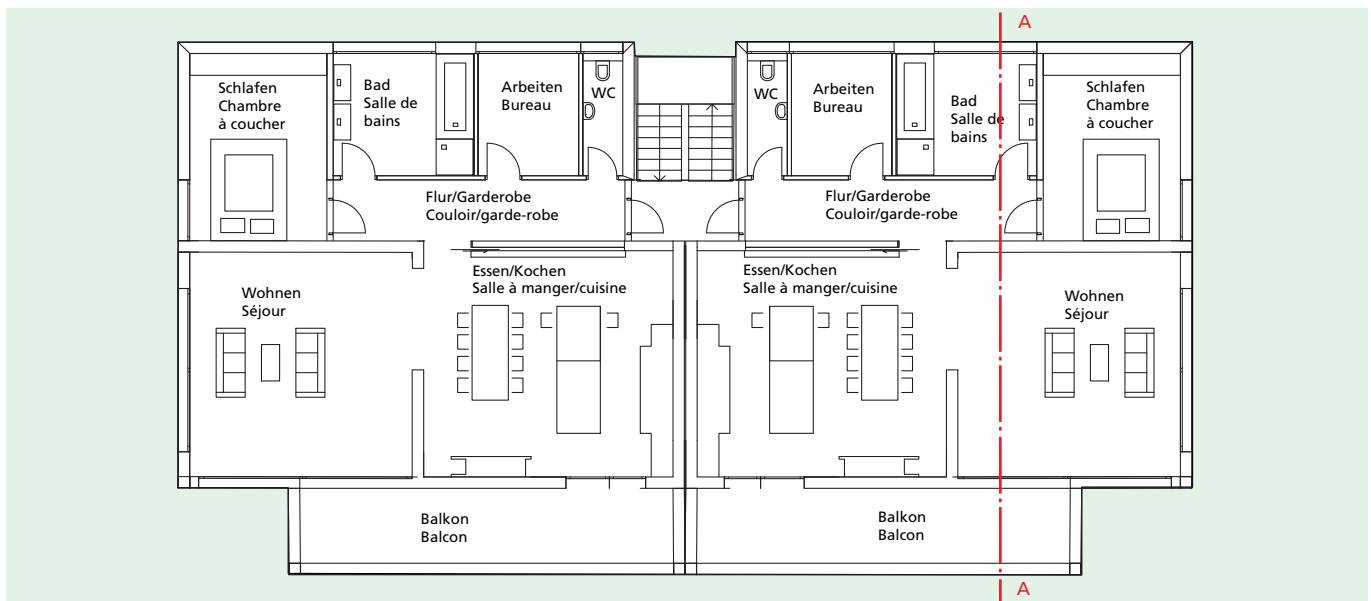 A
Schlafen
Chambre
à coucher
Bad
Salle de
bains
Arbeiten
Bureau
WC
WC
Arbeiten
Bureau
Bad
Salle de
bains
Schlafen
Chambre
à coucher
Flur/Garderobe
Couloir/garde-robe
Flur/Garderobe
Couloir/garde-robe
Essen/Kochen
Salle à manger/cuisine
Essen/Kochen
Salle à manger/cuisine
Wohnen
Séjour
Wohnen
Séjour
Balkon
Balcon
Balkon
Balcon
A